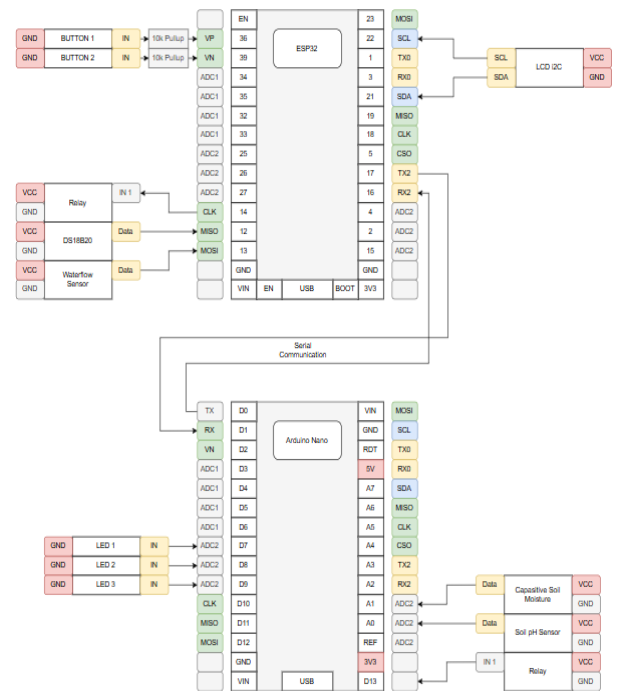 EN 23 MOSI
GND BUTTON 1 IN 10k Pullup VP 36 ESP32 22 SCL
GND BUTTON 2 IN 10k Pullup VN 39 1 TX0 SCL LCD I2C VCC
ADC1 34 3 RX0 SDA GND
ADC1 35 21 SDA
ADC1 32 19 MISO
ADC1 33 18 CLK
ADC2 25 5 CSO
ADC2 26 17 TX2
VCC Relay IN 1 ADC2 27 16 RX2
GND CLK 14 4 ADC2
VCC DS18B20 Data MISO 12 2 ADC2
GND MOSI 13 15 ADC2
VCC Waterflow Data GND GND
GND Sensor VIN EN USB BOOT 3V3
Serial
Communication
TX D0 VIN MOSI
RX D1 Arduino Nano GND SCL
VN D2 RDT TX0
ADC1 D3 5V RX0
ADC1 D4 A7 SDA
ADC1 D5 A6 MISO
ADC1 D6 A5 CLK
GND LED 1 IN ADC2 D7 A4 CSO
GND LED 2 IN ADC2 D8 A3 TX2
GND LED 3 IN ADC2 D9 A2 RX2 Data Capasitive Soil VCC
CLK D10 A1 ADC2 Moisture GND
MISO D11 A0 ADC2 Data Soil pH Sensor VCC
MOSI D12 REF ADC2 GND
GND 3V3 IN 1 Relay VCC
VIN USB D13 GND